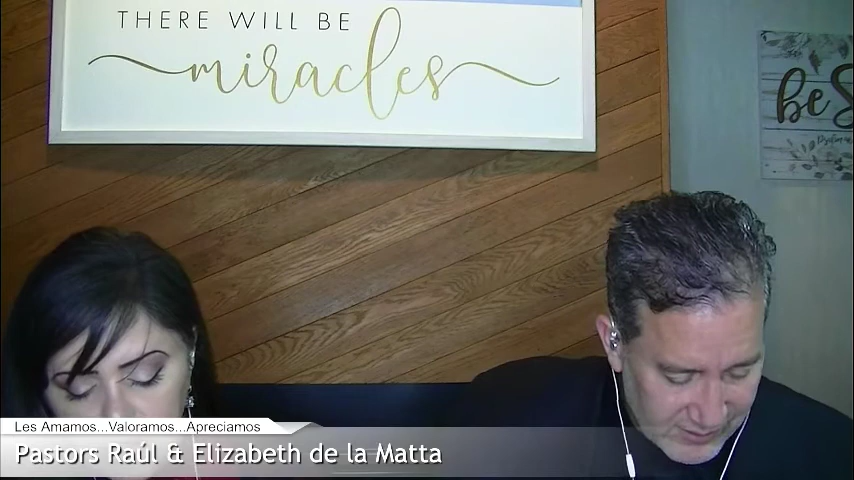 THERE WILL BE
miracles
be
Les Amamos...Valoramos...Apreciamos
Pastors Raúl & Elizabeth de la Matta